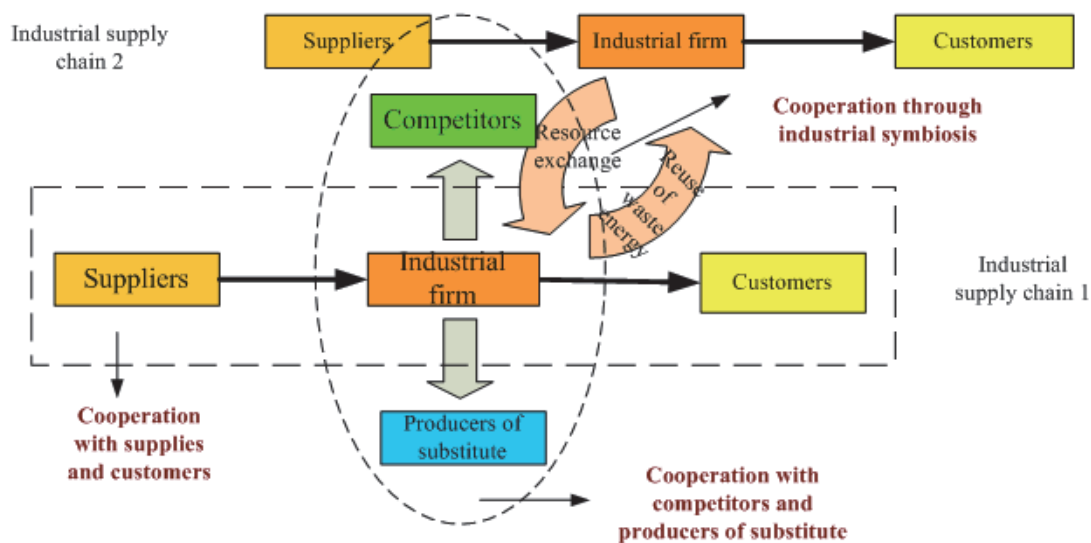 Industrial supply
chain 2
Suppliers
Industrial firm
Customers
Competitors
Resource
exchange
Cooperation through
industrial symbiosis
Reuse
of
waste
energy
Suppliers
Industrial
firm
Customers
Industrial
supply chain 1
Cooperation
with supplies
and customers
Producers of
substitute
Cooperation with
competitors and
producers of substitute